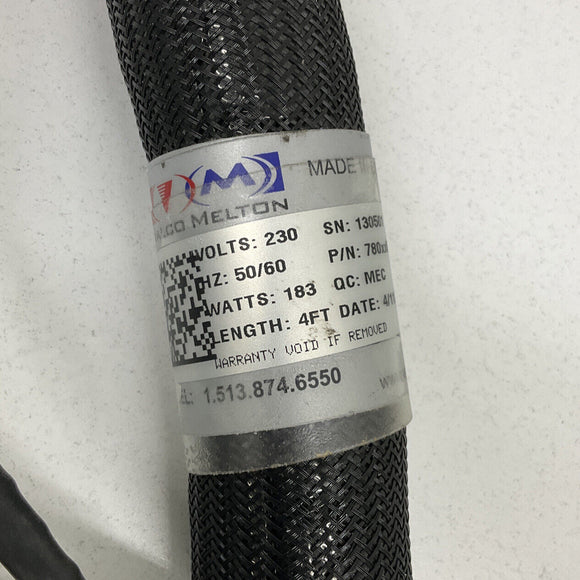 MADE
M
MELTON
VOLTS: 230 SN:
HZ: 50/60 P/N:
WATTS: 183 QC: MEC
LENGTH: 4FT DATE:
WARRANTY VOID IF REMOVED
1.513.874.6550